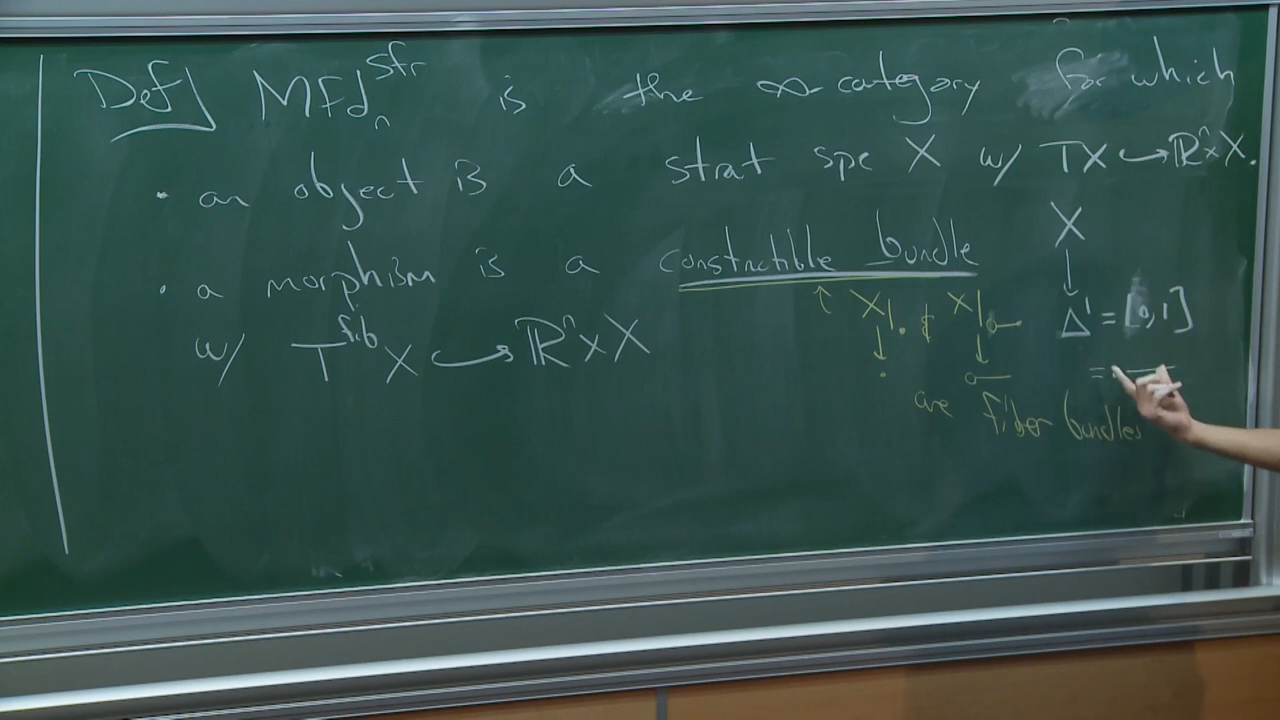 Def] Mfd_n^str is the ∞-category for which
• an object is a strat spc X w/ TX ↪ ℝ^n × X.
• a morphism is a constructible bundle X ↓ Δ^1 = [0,1]
w/ T^fib X ↪ ℝ^n × X
↑ X|. ↓ . & X|o— ↓ o—
are fiber bundles